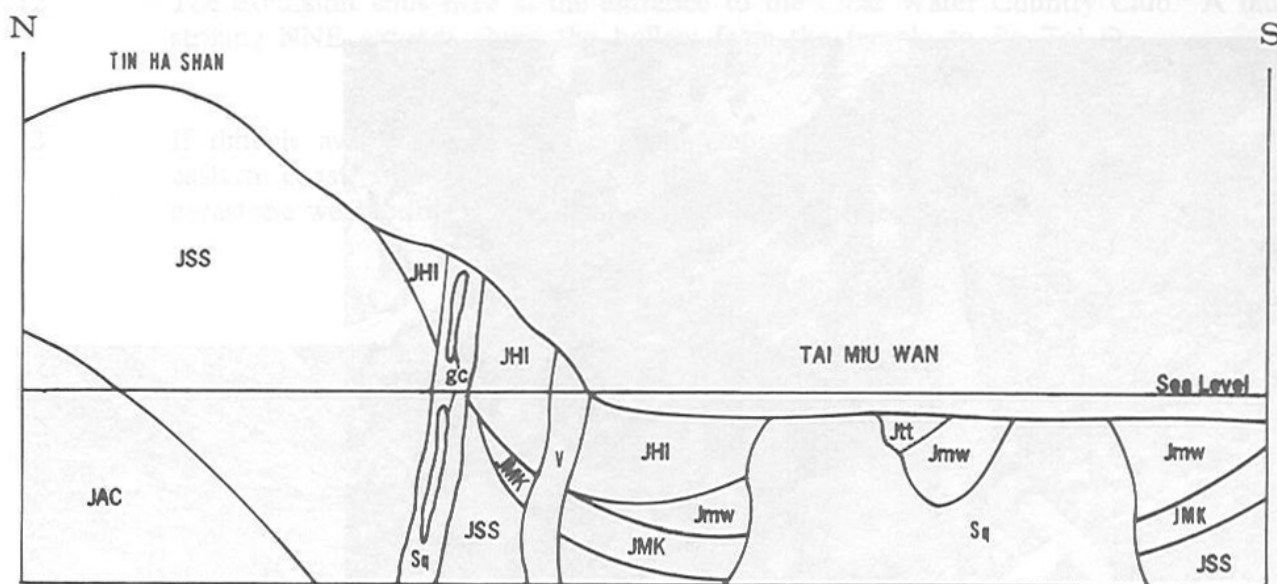 N
S
TIN HA SHAN
JSS
JHI
JHI
gc
TAI MIU WAN
Sea Level
JAC
JMK
V
JHI
Jtt
Jmw
Jmw
Jmw
JMK
JMK
JSS
Sq
Sq
JSS